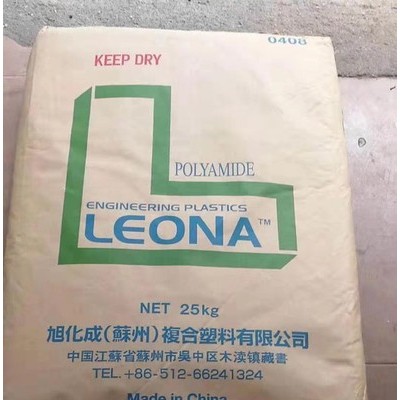 0408
KEEP DRY
POLYAMIDE
ENGINEERING PLASTICS
LEONA™
NET 25kg
旭化成(蘇州)複合塑料有限公司
中国江蘇省蘇州市吳中区木渎镇藏書
TEL.+86-512-66241324
Made in China